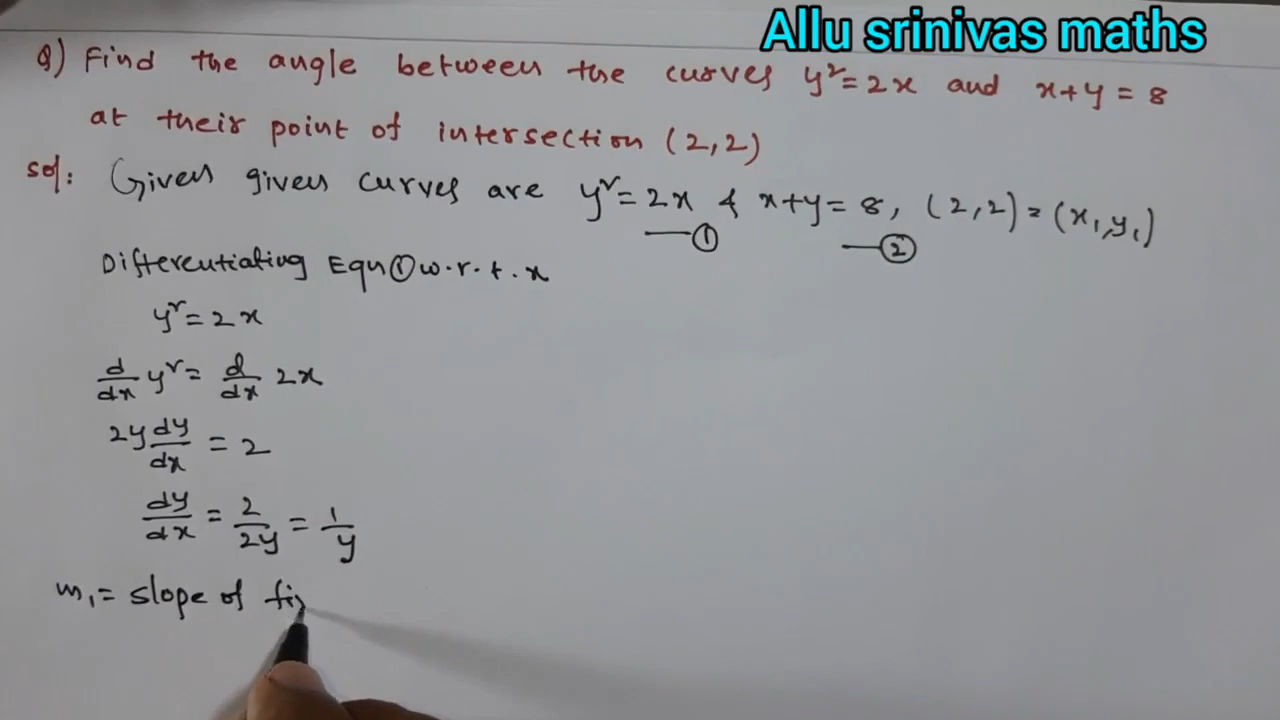 Allu srinivas maths
Q) Find the angle between the curves y² = 2x and x+y = 8
at their point of intersection (2,2)
Sol: Given given curves are y² = 2x & x+y = 8, (2,2) = (x₁,y₁)
—① —②
Differentiating Eqn ① w.r.t. x
y² = 2x
d/dx y² = d/dx 2x
2y dy/dx = 2
dy/dx = 2/2y = 1/y
m₁ = slope of fi